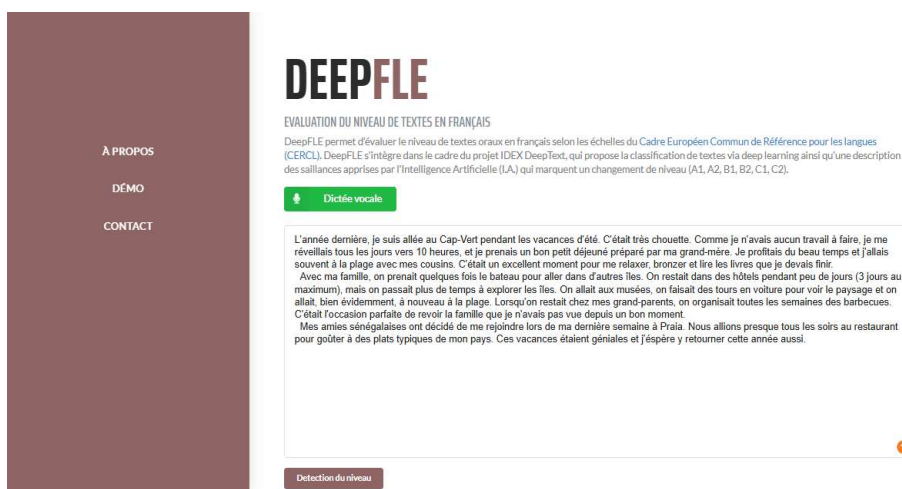 À PROPOS
DÉMO
CONTACT
DEEPFLE
EVALUATION DU NIVEAU DE TEXTES EN FRANÇAIS
DeepFLE permet d'évaluer le niveau de textes oraux en français selon les échelles du Cadre Européen Commun de Référence pour les langues
(CERCL). DeepFLE s'intègre dans le cadre du projet IDEX DeepText, qui propose la classification de textes via deep learning ainsi qu'une description
des saillances apprises par l'Intelligence Artificielle (I.A.) qui marquent un changement de niveau (A1, A2, B1, B2, C1, C2).
Dictée vocale
L'année dernière, je suis allée au Cap-Vert pendant les vacances d'été. C'était très chouette. Comme je n'avais aucun travail à faire, je me
réveillais tous les jours vers 10 heures, et je prenais un bon petit déjeuné préparé par ma grand-mère. Je profitais du beau temps et j'allais
souvent à la plage avec mes cousins. C'était un excellent moment pour me relaxer, bronzer et lire les livres que je devais finir.
Avec ma famille, on prenait quelques fois le bateau pour aller dans d'autres îles. On restait dans des hôtels pendant peu de jours (3 jours au
maximum), mais on passait plus de temps à explorer les îles. On allait aux musées, on faisait des tours en voiture pour voir le paysage et on
allait, bien évidemment, à nouveau à la plage. Lorsqu'on restait chez mes grand-parents, on organisait toutes les semaines des barbecues.
C'était l'occasion parfaite de revoir la famille que je n'avais pas vue depuis un bon moment.
Mes amies sénégalaises ont décidé de me rejoindre lors de ma dernière semaine à Praia. Nous allions presque tous les soirs au restaurant
pour goûter à des plats typiques de mon pays. Ces vacances étaient géniales et j'éspère y retourner cette année aussi.
Detection du niveau